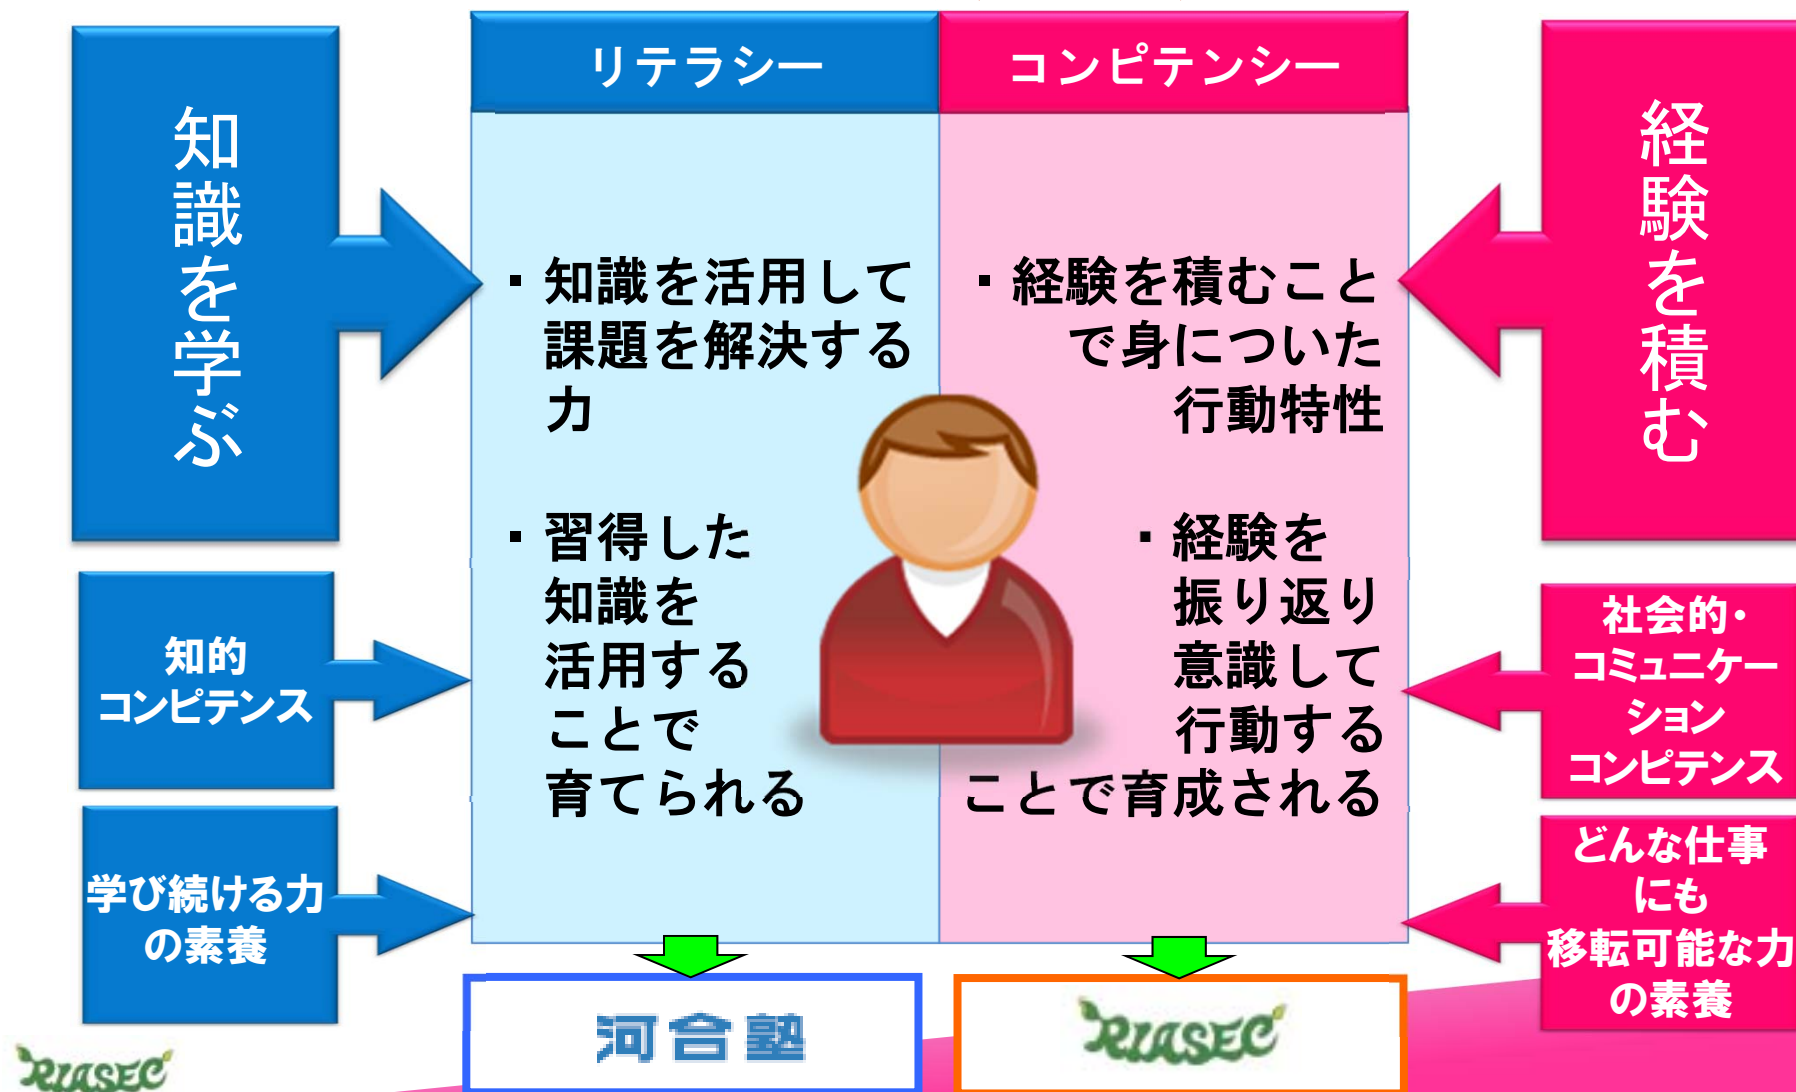 リテラシー
コンピテンシー
知識を学ぶ
経験を積む
・知識を活用して
課題を解決する
力
・習得した
知識を
活用する
ことで
育てられる
・経験を積むこと
で身についた
行動特性
・経験を
振り返り
意識して
行動する
ことで育成される
知的
コンピテンス
学び続ける力
の素養
社会的・
コミュニケー
ション
コンピテンス
どんな仕事
にも
移転可能な力
の素養
河合塾
RIASEC
RIASEC